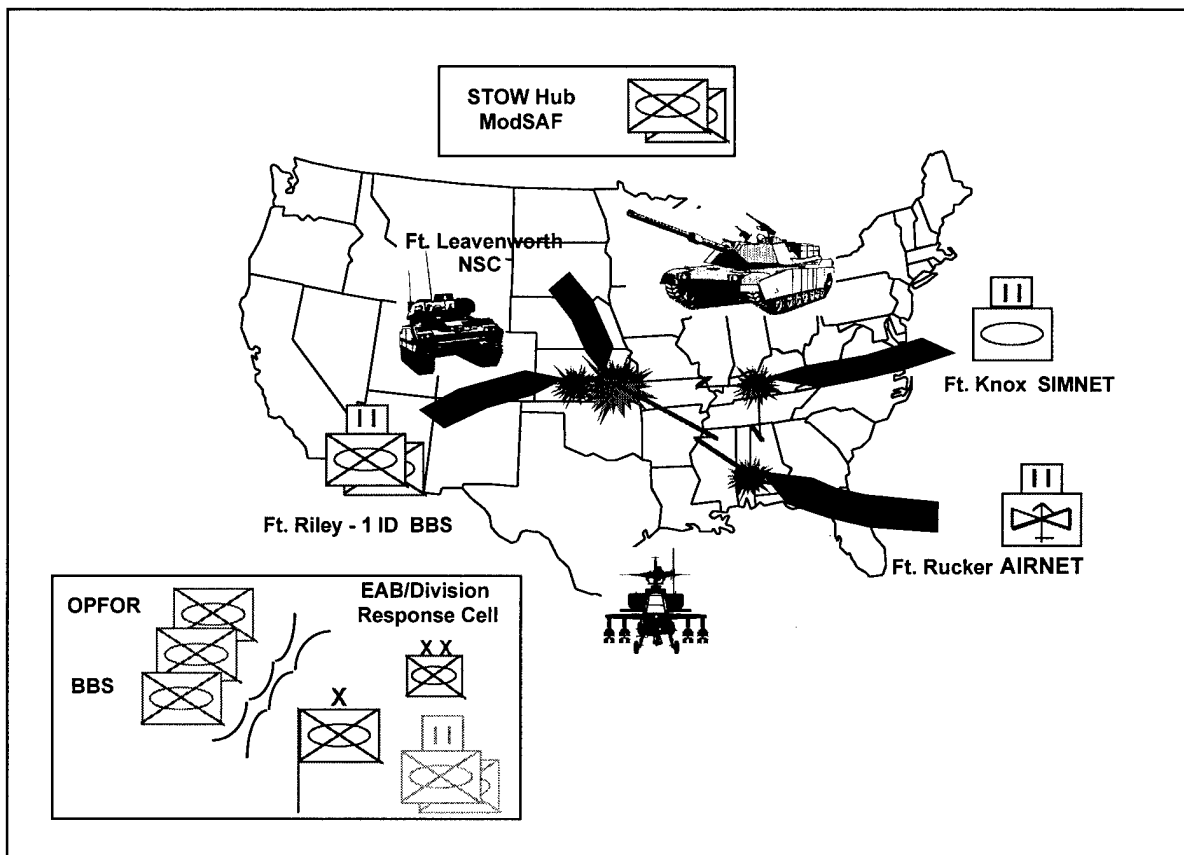 STOW Hub
ModSAF
Ft. Leavenworth
NSC
II
Ft. Knox SIMNET
II
Ft. Riley - 1 ID BBS
II
Ft. Rucker AIRNET
OPFOR
BBS
EAB/Division
Response Cell
X X
X
II